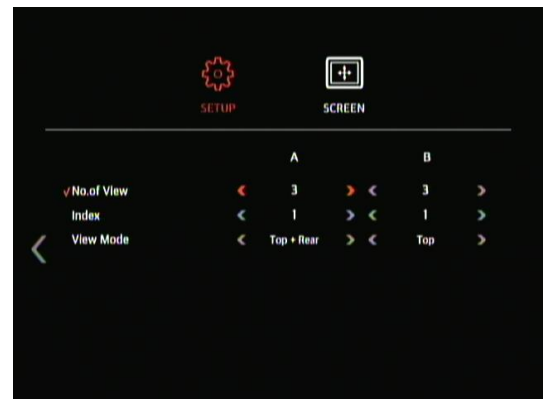 SETUP SCREEN
A B
No.of View 3 3
Index 1 1
View Mode Top + Rear Top